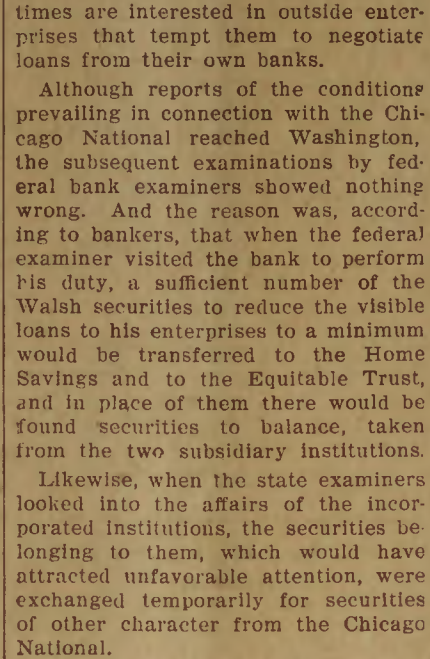 times are interested in outside enter-
prises that tempt them to negotiate
loans from their own banks.
Although reports of the conditions
prevailing in connection with the Chi-
cago National reached Washington,
the subsequent examinations by fed-
eral bank examiners showed nothing
wrong. And the reason was, accord-
ing to bankers, that when the federal
examiner visited the bank to perform
his duty, a sufficient number of the
Walsh securities to reduce the visible
loans to his enterprises to a minimum
would be transferred to the Home
Savings and to the Equitable Trust,
and in place of them there would be
found securities to balance, taken
from the two subsidiary institutions.
Likewise, when the state examiners
looked into the affairs of the incor-
porated institutions, the securities be-
longing to them, which would have
attracted unfavorable attention, were
exchanged temporarily for securities
of other character from the Chicago
National.